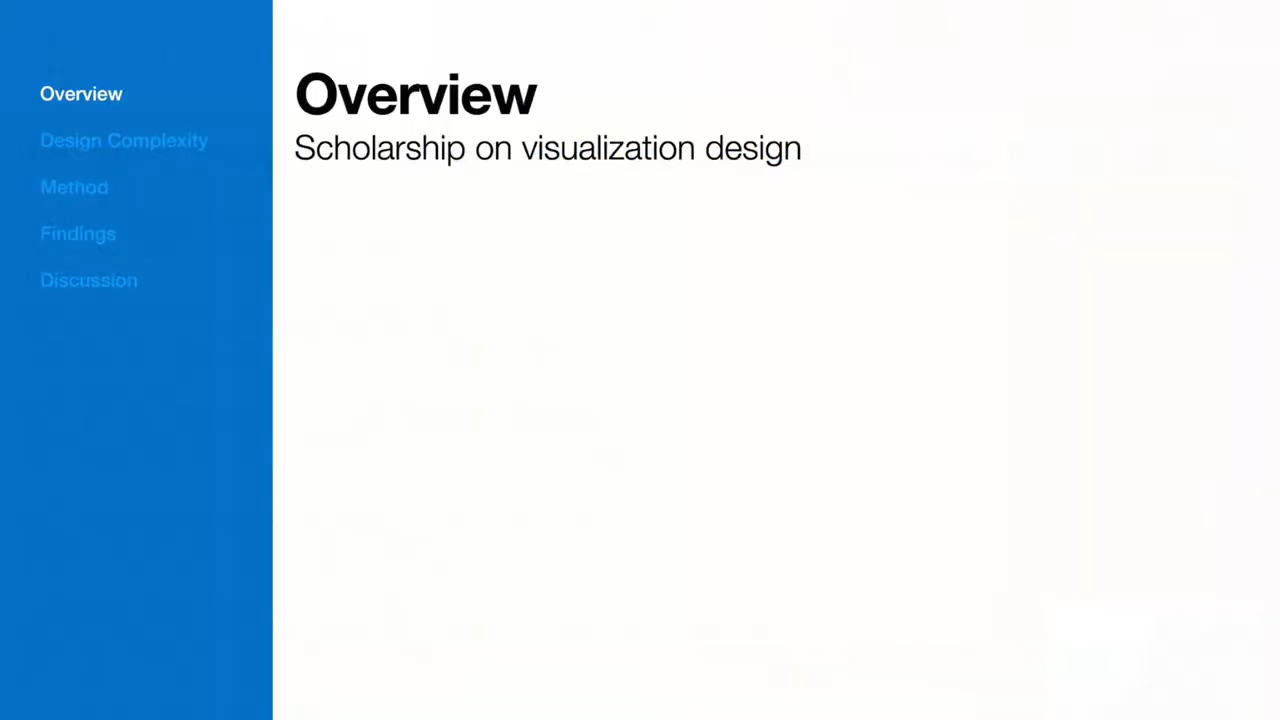 Overview
Design Complexity
Method
Findings
Discussion
Overview
Scholarship on visualization design